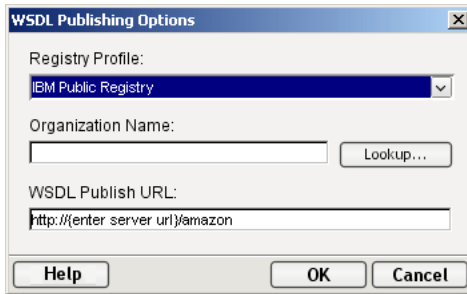 WSDL Publishing Options
Registry Profile:
IBM Public Registry
Organization Name:
Lookup...
WSDL Publish URL:
http://{enter server url}/amazon
Help OK Cancel